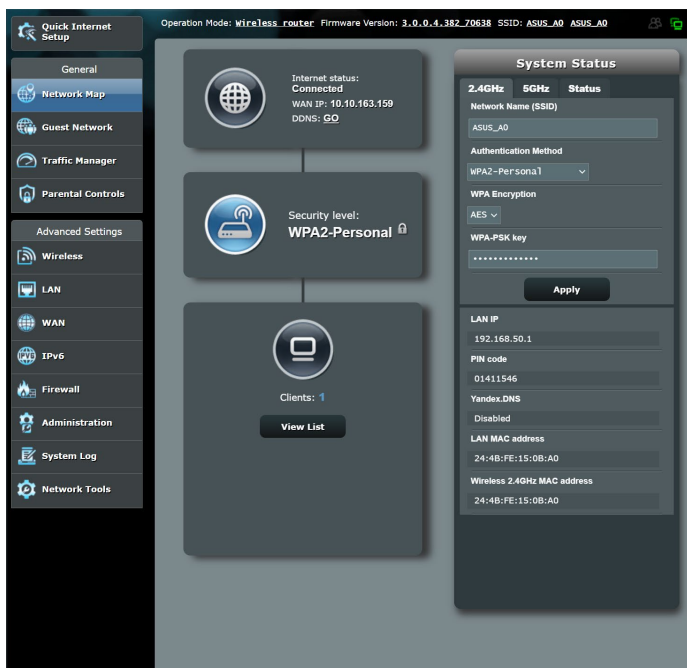 Quick Internet
Setup
Operation Mode: Wireless router Firmware Version: 3.0.0.4.382_70638 SSID: ASUS_A0 ASUS_A0
General
Network Map
Guest Network
Traffic Manager
Parental Controls
Advanced Settings
Wireless
LAN
WAN
IPv6
IPv6
Firewall
Administration
System Log
Network Tools
Internet status:
Connected
WAN IP: 10.10.163.159
DDNS: GO
Security level:
WPA2-Personal
Clients: 1
View List
System Status
2.4GHz 5GHz Status
Network Name (SSID)
ASUS_A0
Authentication Method
WPA2-Personal
WPA Encryption
AES
WPA-PSK key
·············
Apply
LAN IP
192.168.50.1
PIN code
01411546
Yandex.DNS
Disabled
LAN MAC address
24:4B:FE:15:0B:A0
Wireless 2.4GHz MAC address
24:4B:FE:15:0B:A0